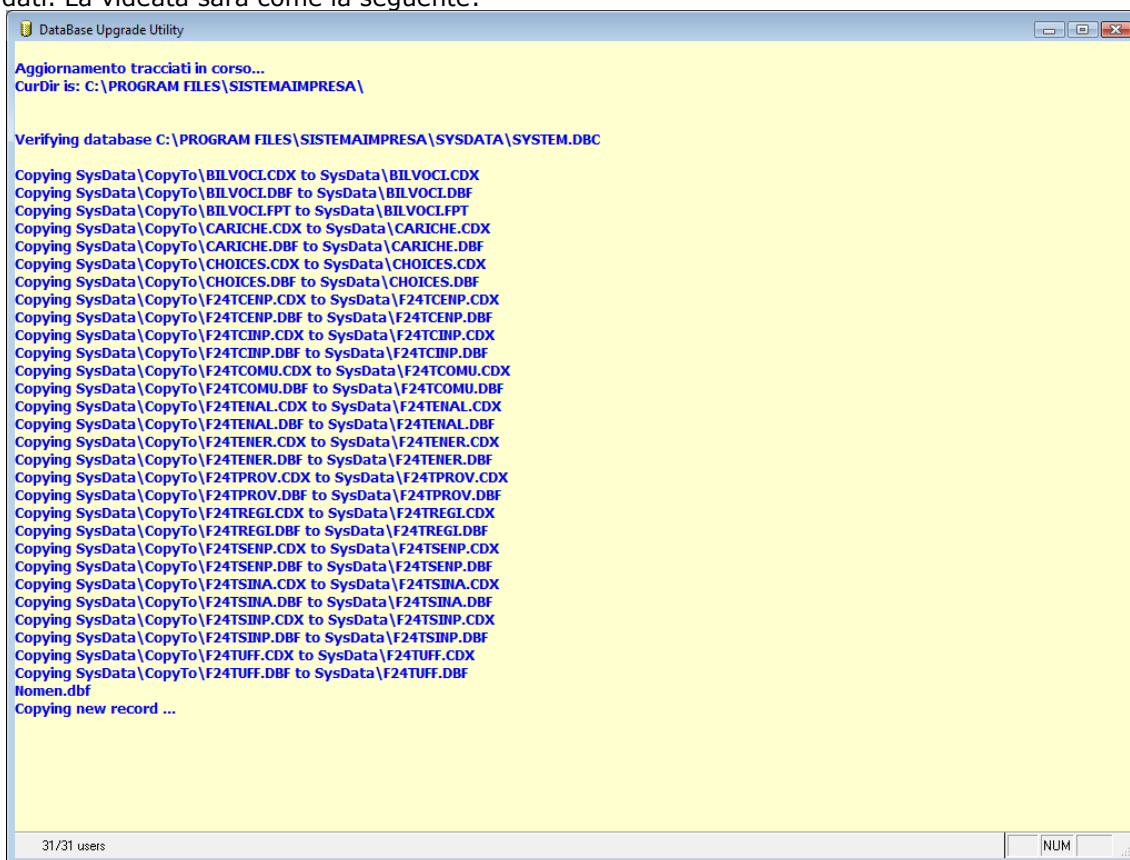 dati. La videata sarà come la seguente:
DataBase Upgrade Utility
Aggiornamento tracciati in corso...
CurDir is: C:\PROGRAM FILES\SISTEMAIMPRESA\
Verifying database C:\PROGRAM FILES\SISTEMAIMPRESA\SYSDATA\SYSTEM.DBC
Copying SysData\CopyTo\BILVOCI.CDX to SysData\BILVOCI.CDX
Copying SysData\CopyTo\BILVOCI.DBF to SysData\BILVOCI.DBF
Copying SysData\CopyTo\BILVOCI.FPT to SysData\BILVOCI.FPT
Copying SysData\CopyTo\CARICHE.CDX to SysData\CARICHE.CDX
Copying SysData\CopyTo\CARICHE.DBF to SysData\CARICHE.DBF
Copying SysData\CopyTo\CHOICES.CDX to SysData\CHOICES.CDX
Copying SysData\CopyTo\CHOICES.DBF to SysData\CHOICES.DBF
Copying SysData\CopyTo\F24TCENP.CDX to SysData\F24TCENP.CDX
Copying SysData\CopyTo\F24TCENP.DBF to SysData\F24TCENP.DBF
Copying SysData\CopyTo\F24TCINP.CDX to SysData\F24TCINP.CDX
Copying SysData\CopyTo\F24TCINP.DBF to SysData\F24TCINP.DBF
Copying SysData\CopyTo\F24TCOMU.CDX to SysData\F24TCOMU.CDX
Copying SysData\CopyTo\F24TCOMU.DBF to SysData\F24TCOMU.DBF
Copying SysData\CopyTo\F24TENAL.CDX to SysData\F24TENAL.CDX
Copying SysData\CopyTo\F24TENAL.DBF to SysData\F24TENAL.DBF
Copying SysData\CopyTo\F24TENER.CDX to SysData\F24TENER.CDX
Copying SysData\CopyTo\F24TENER.DBF to SysData\F24TENER.DBF
Copying SysData\CopyTo\F24TPROV.CDX to SysData\F24TPROV.CDX
Copying SysData\CopyTo\F24TPROV.DBF to SysData\F24TPROV.DBF
Copying SysData\CopyTo\F24TREGI.CDX to SysData\F24TREGI.CDX
Copying SysData\CopyTo\F24TREGI.DBF to SysData\F24TREGI.DBF
Copying SysData\CopyTo\F24TSENP.CDX to SysData\F24TSENP.CDX
Copying SysData\CopyTo\F24TSENP.DBF to SysData\F24TSENP.DBF
Copying SysData\CopyTo\F24TSINA.CDX to SysData\F24TSINA.CDX
Copying SysData\CopyTo\F24TSINA.DBF to SysData\F24TSINA.DBF
Copying SysData\CopyTo\F24TSINP.CDX to SysData\F24TSINP.CDX
Copying SysData\CopyTo\F24TSINP.DBF to SysData\F24TSINP.DBF
Copying SysData\CopyTo\F24TUFF.CDX to SysData\F24TUFF.CDX
Copying SysData\CopyTo\F24TUFF.DBF to SysData\F24TUFF.DBF
Nomen.dbf
Copying new record ...
31/31 users NUM